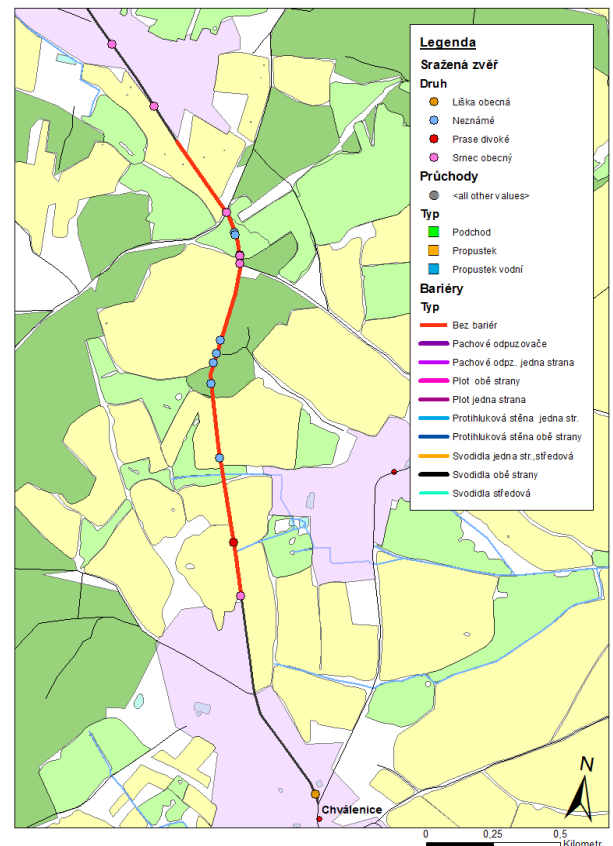 Legenda
Sražená zvěř
Druh
Liška obecná
Neznámé
Prase divoké
Srnec obecný
Průchody
<all other values>
Typ
Podchod
Propustek
Propustek vodní
Bariéry
Typ
Bez bariér
Pachové odpuzovače
Pachové odpz. jedna strana
Plot obě strany
Plot jedna strana
Protihluková stěna jedna str.
Protihluková stěna obě strany
Svodidla jedna str.,středová
Svodidla obě strany
Svodidla středová
N
Chválenice
0 0,25 0,5
Kilometr